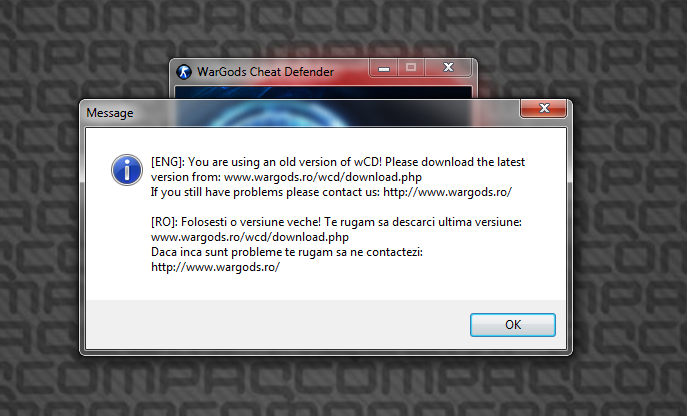 COMPAQ
WarGods Cheat Defender
Message
[ENG]: You are using an old version of wCD! Please download the latest
version from: www.wargods.ro/wcd/download.php
If you still have problems please contact us: http://www.wargods.ro/
[RO]: Folosesti o versiune veche! Te rugam sa descarci ultima versiune:
www.wargods.ro/wcd/download.php
Daca inca sunt probleme te rugam sa ne contactezi:
http://www.wargods.ro/
OK